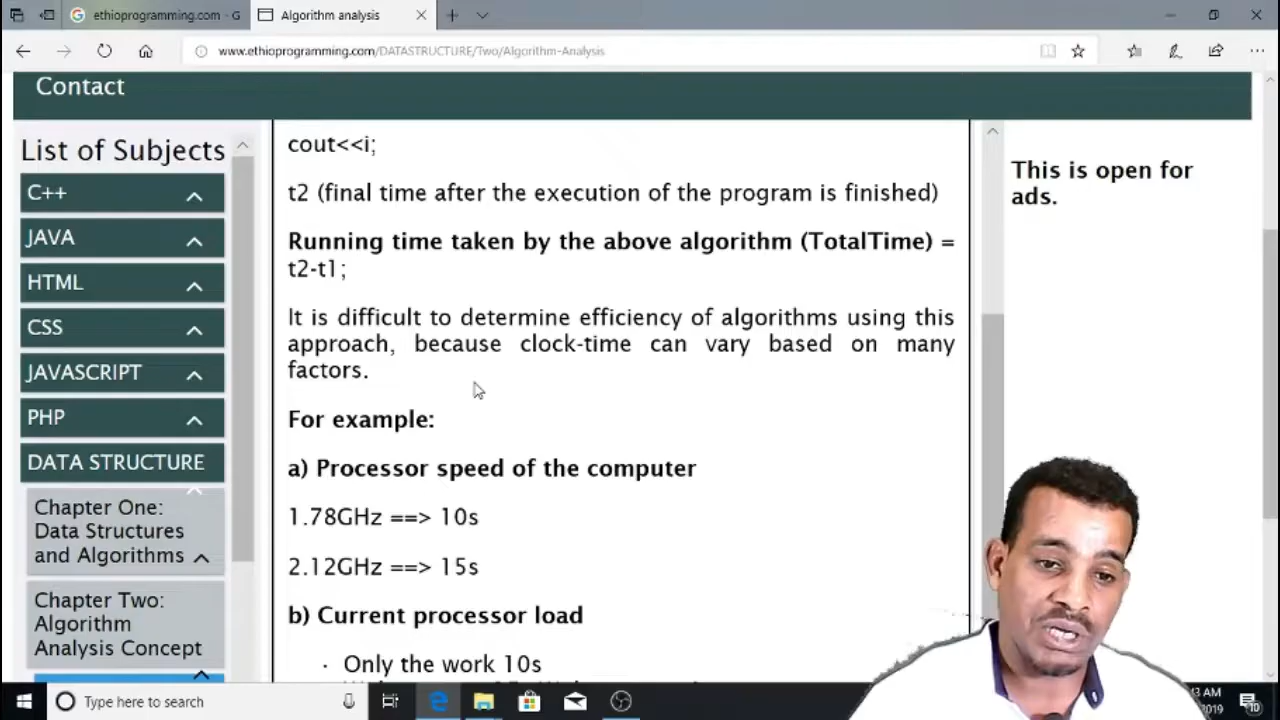 ethioprogramming.com - G
Algorithm analysis
www.ethioprogramming.com/DATASTRUCTURE/Two/Algorithm-Analysis
Contact
List of Subjects
C++
JAVA
HTML
CSS
JAVASCRIPT
PHP
DATA STRUCTURE
Chapter One:
Data Structures
and Algorithms
Chapter Two:
Algorithm
Analysis Concept
cout<<i;
t2 (final time after the execution of the program is finished)
Running time taken by the above algorithm (TotalTime) =
t2-t1;
It is difficult to determine efficiency of algorithms using this
approach, because clock-time can vary based on many
factors.
For example:
a) Processor speed of the computer
1.78GHz ==> 10s
2.12GHz ==> 15s
b) Current processor load
· Only the work 10s
This is open for
ads.
Type here to search